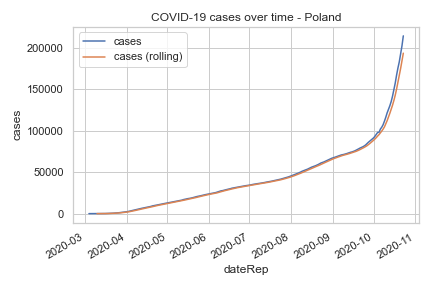 COVID-19 cases over time - Poland
cases
cases (rolling)
200000
150000
100000
50000
0
cases
2020-03
2020-04
2020-05
2020-06
2020-07
2020-08
2020-09
2020-10
2020-11
dateRep